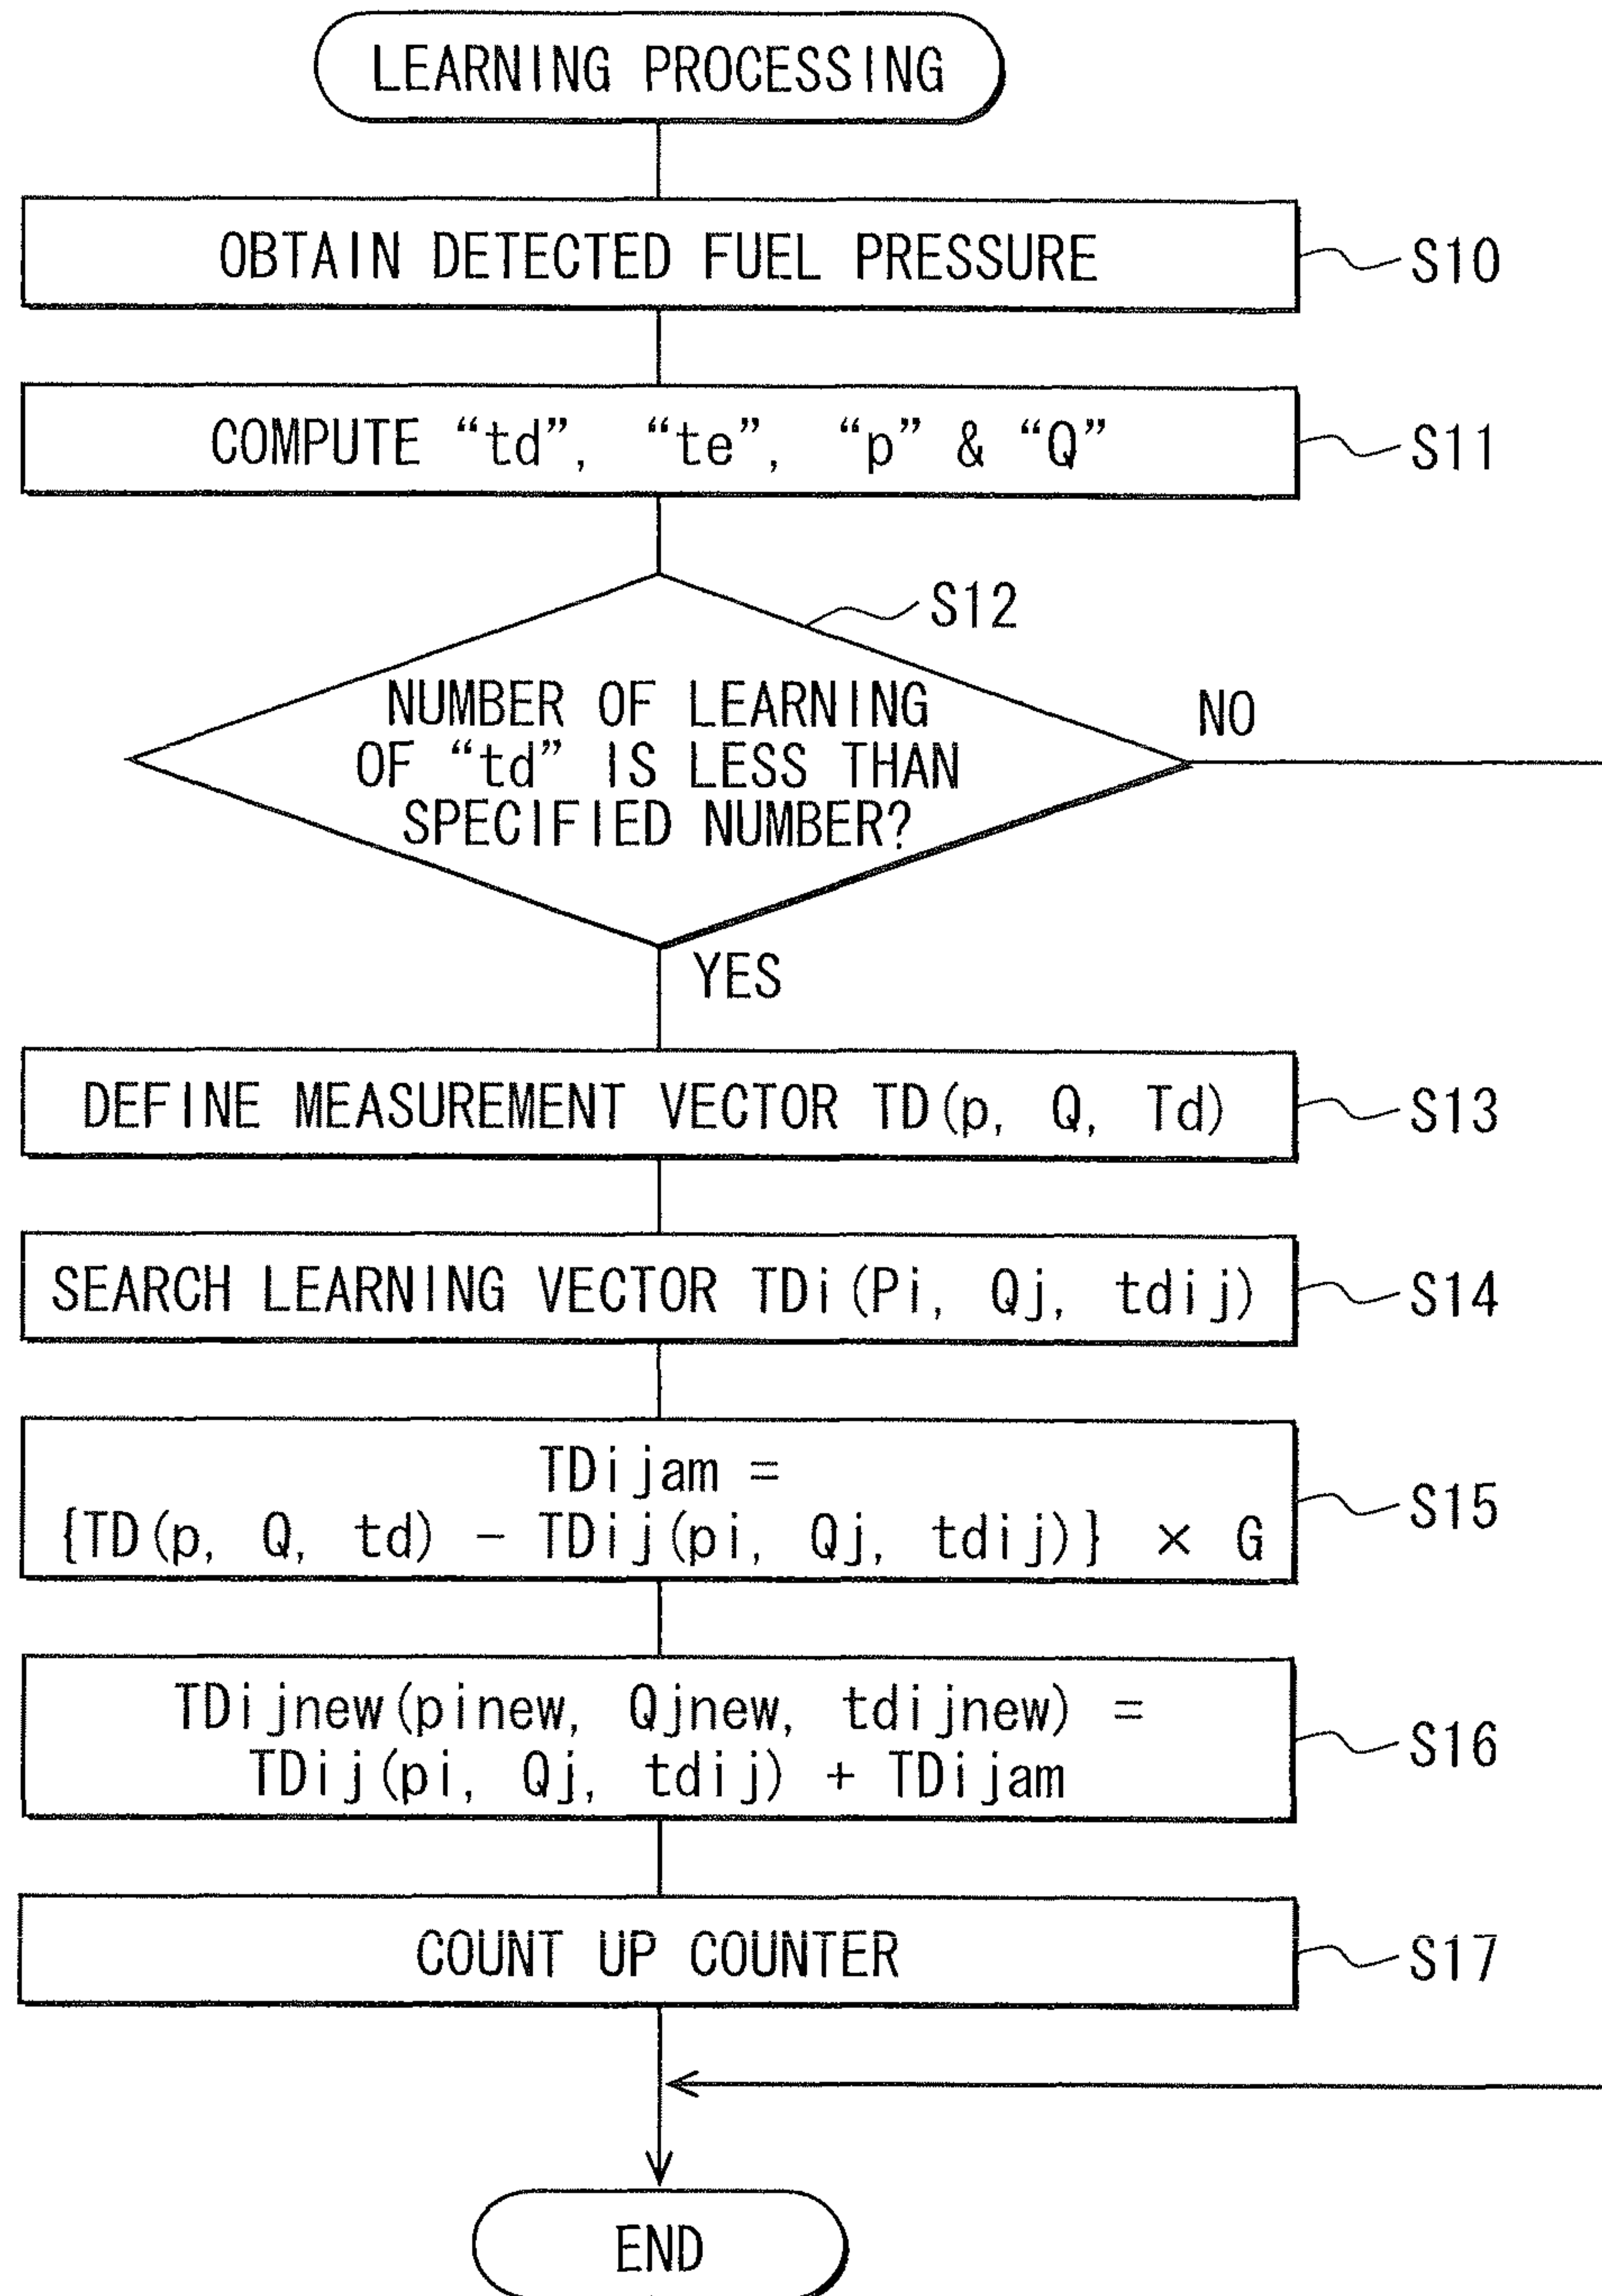 LEARNING PROCESSING
OBTAIN DETECTED FUEL PRESSURE
S10
COMPUTE “td”, “te”, “p” & “Q”
S11
S12
NUMBER OF LEARNING
OF “td” IS LESS THAN
SPECIFIED NUMBER?
NO
YES
DEFINE MEASUREMENT VECTOR TD(p, Q, Td)
S13
SEARCH LEARNING VECTOR TDi(Pi, Qj, tdij)
S14
TDijam =
{TD(p, Q, td) − TDij(pi, Qj, tdij)} × G
S15
TDijnew(pinew, Qjnew, tdijnew) =
TDij(pi, Qj, tdij) + TDijam
S16
COUNT UP COUNTER
S17
END